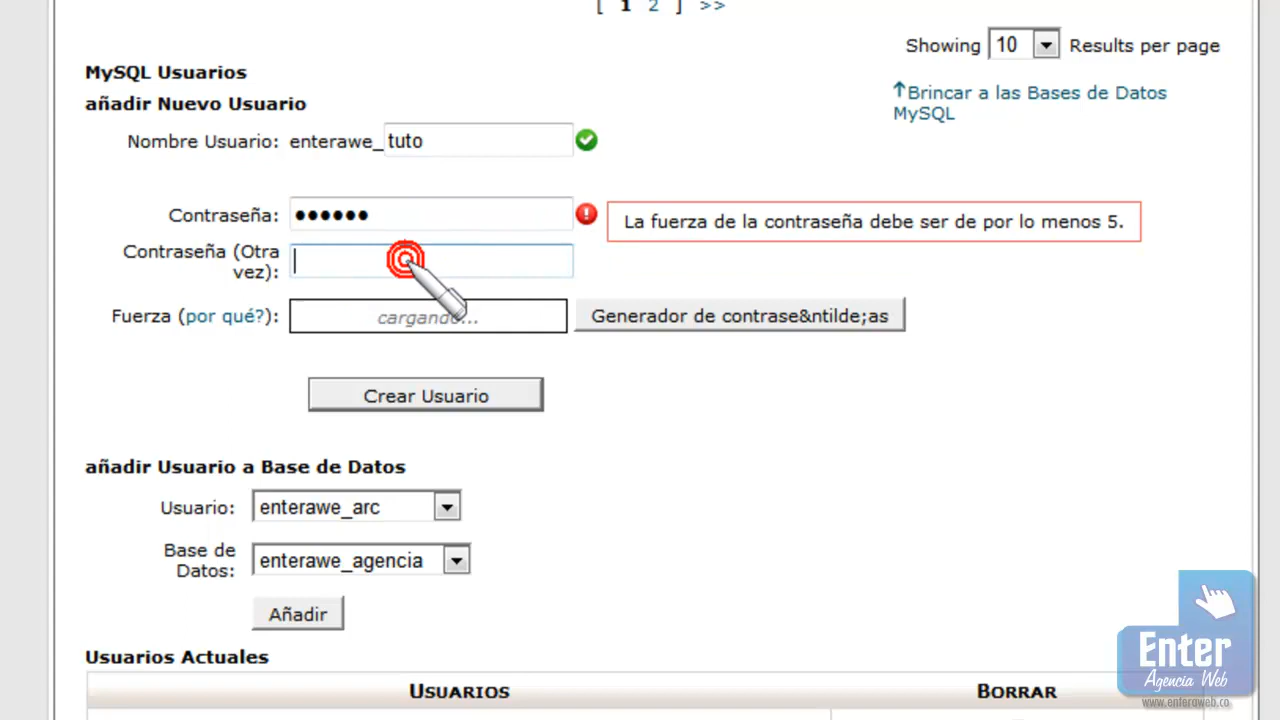 [ 1 2 ] >>
Showing 10 Results per page
MySQL Usuarios
↑Brincar a las Bases de Datos
MySQL
añadir Nuevo Usuario
Nombre Usuario: enterawe_ tuto
Contraseña: ●●●●●●
La fuerza de la contraseña debe ser de por lo menos 5.
Contraseña (Otra
vez):
Fuerza (por qué?): cargando... Generador de contrase&ntilde;as
Crear Usuario
añadir Usuario a Base de Datos
Usuario: enterawe_arc
Base de
Datos: enterawe_agencia
Añadir
Usuarios Actuales
Usuarios Borrar
Enter
Agencia Web
www.enteraweb.co